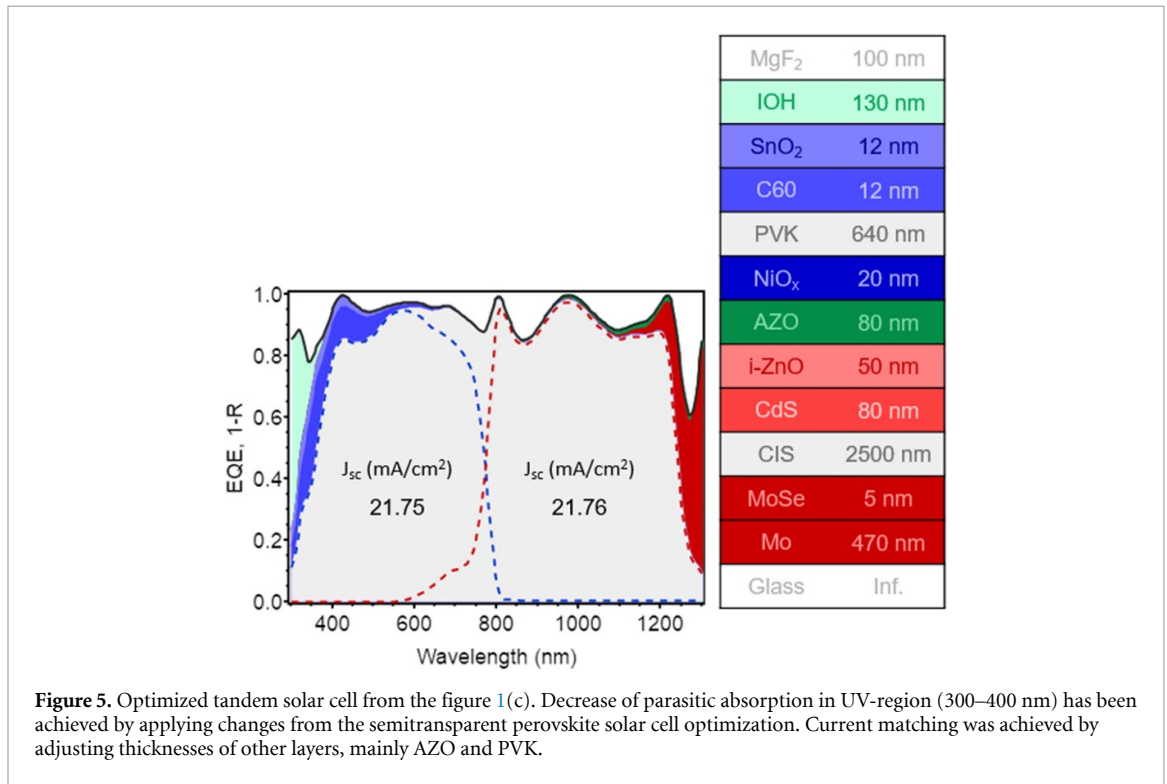 MgF₂ 100 nm
IOH 130 nm
SnO₂ 12 nm
C60 12 nm
PVK 640 nm
NiOₓ 20 nm
AZO 80 nm
i-ZnO 50 nm
CdS 80 nm
CIS 2500 nm
MoSe 5 nm
Mo 470 nm
Glass Inf.
EQE, 1-R
1.0
0.8
0.6
0.4
0.2
0.0
Jsc (mA/cm²) Jsc (mA/cm²)
21.75 21.76
400 600 800 1000 1200
Wavelength (nm)
Figure 5. Optimized tandem solar cell from the figure 1(c). Decrease of parasitic absorption in UV-region (300–400 nm) has been
achieved by applying changes from the semitransparent perovskite solar cell optimization. Current matching was achieved by
adjusting thicknesses of other layers, mainly AZO and PVK.